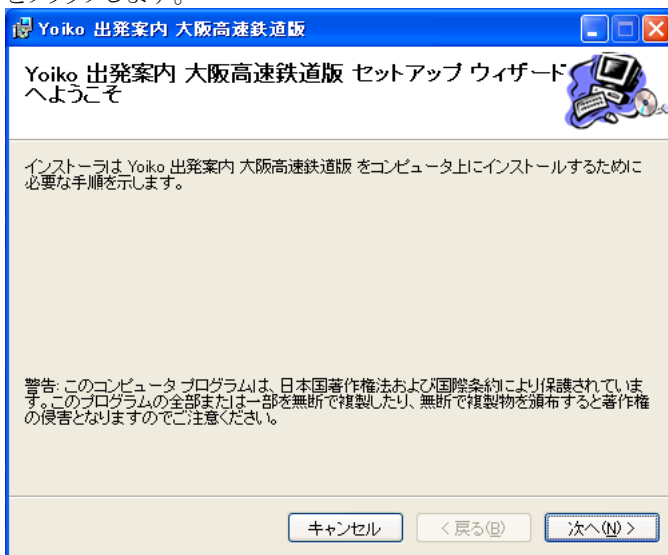 をクリックします。
Yoiko 出発案内 大阪高速鉄道版
Yoiko 出発案内 大阪高速鉄道版 セットアップ ウィザード
へようこそ
インストーラは Yoiko 出発案内 大阪高速鉄道版 をコンピュータ上にインストールするために
必要な手順を示します。
警告: このコンピュータ プログラムは、日本国著作権法および国際条約により保護されていま
す。このプログラムの全部または一部を無断で複製したり、無断で複製物を頒布すると著作権
の侵害となりますのでご注意ください。
キャンセル
< 戻る(B)
次へ(N) >